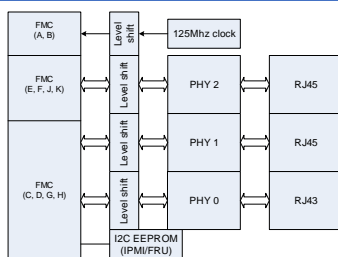 FMC
(A, B)
Level shift
125Mhz clock
FMC
(E, F, J, K)
Level shift
PHY 2
RJ45
Level shift
PHY 1
RJ45
FMC
(C, D, G, H)
Level shift
PHY 0
RJ43
I2C EEPROM
(IPMI/FRU)